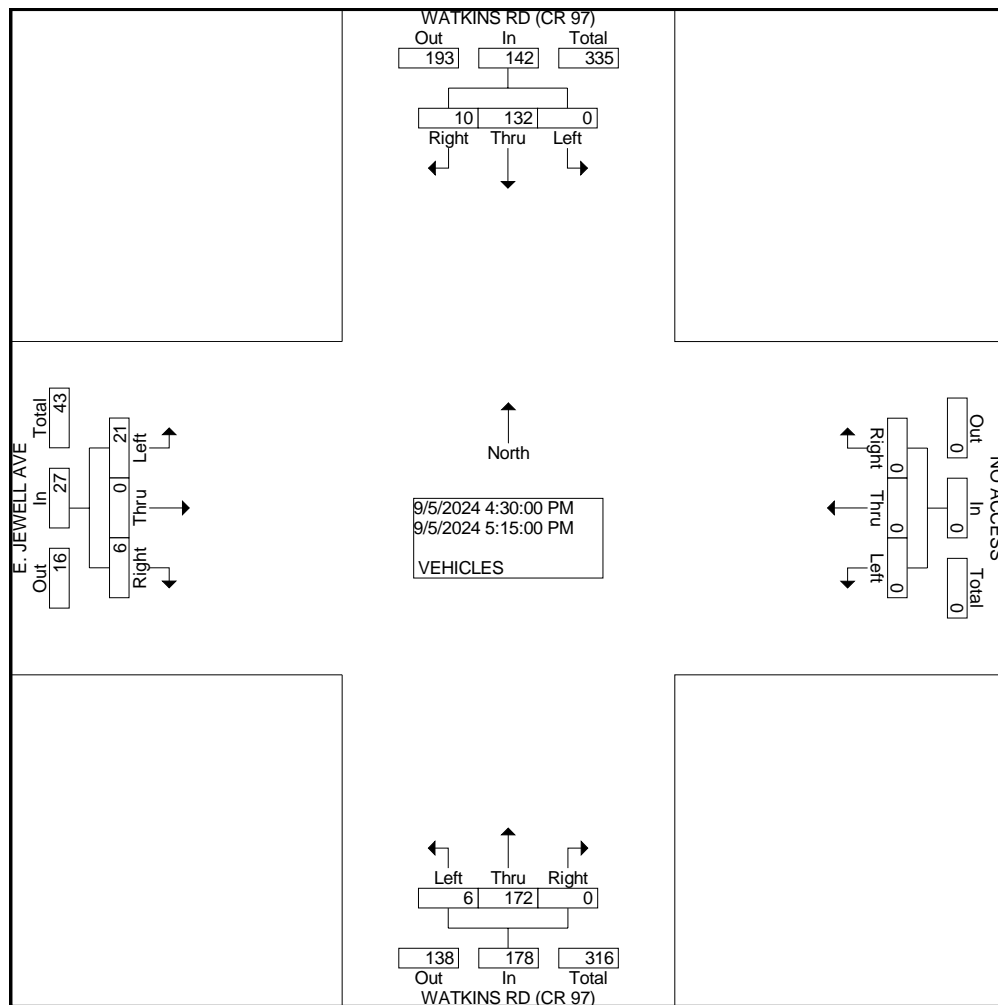 WATKINS RD (CR 97)
Out In Total
193 142 335
10 132 0
Right Thru Left
E. JEWELL AVE
Total In Out
43 27 16
21 0 6
Left Thru Right
North
9/5/2024 4:30:00 PM
9/5/2024 5:15:00 PM
VEHICLES
NO ACCESS
Out In Total
0 0 0
Right Thru Left
0 0 0
Left Thru Right
6 172 0
138 178 316
Out In Total
WATKINS RD (CR 97)